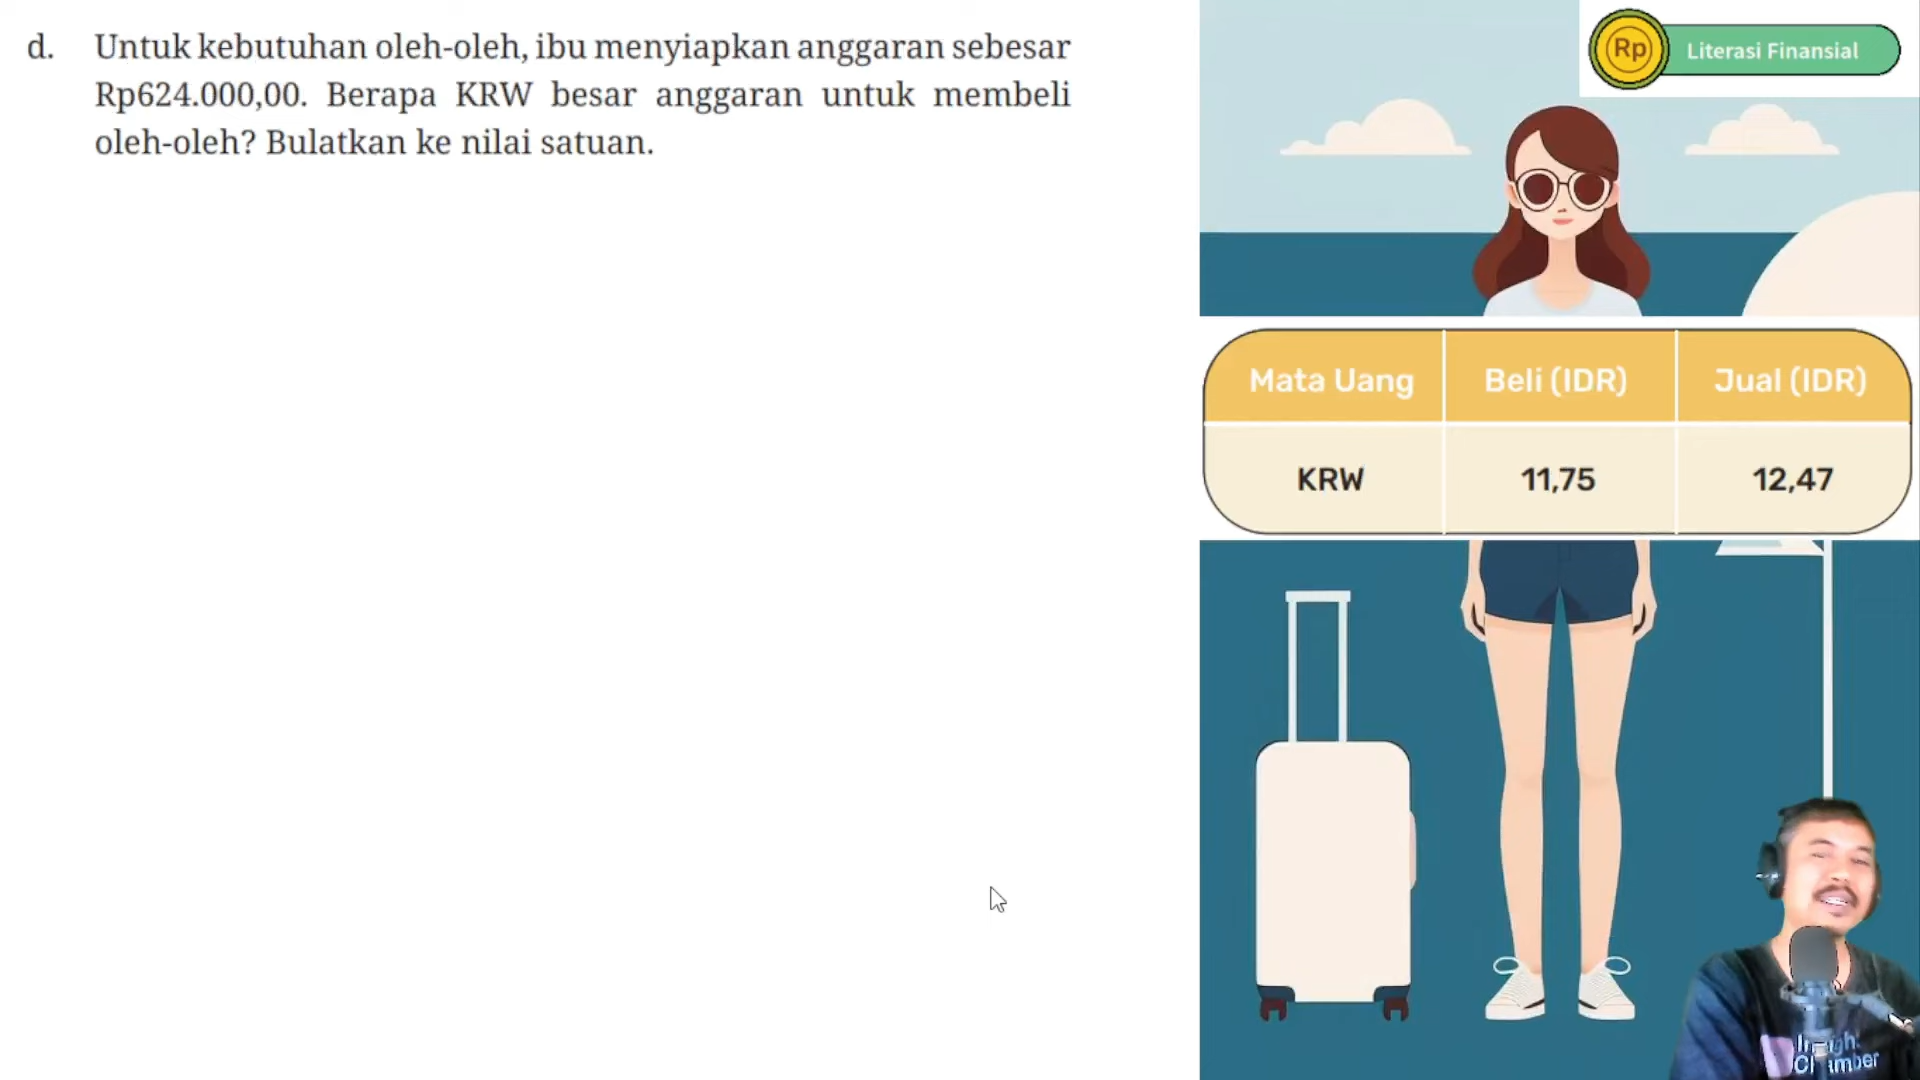 d. Untuk kebutuhan oleh-oleh, ibu menyiapkan anggaran sebesar
Rp624.000,00. Berapa KRW besar anggaran untuk membeli
oleh-oleh? Bulatkan ke nilai satuan.
Rp Literasi Finansial
Mata Uang Beli (IDR) Jual (IDR)
KRW 11,75 12,47